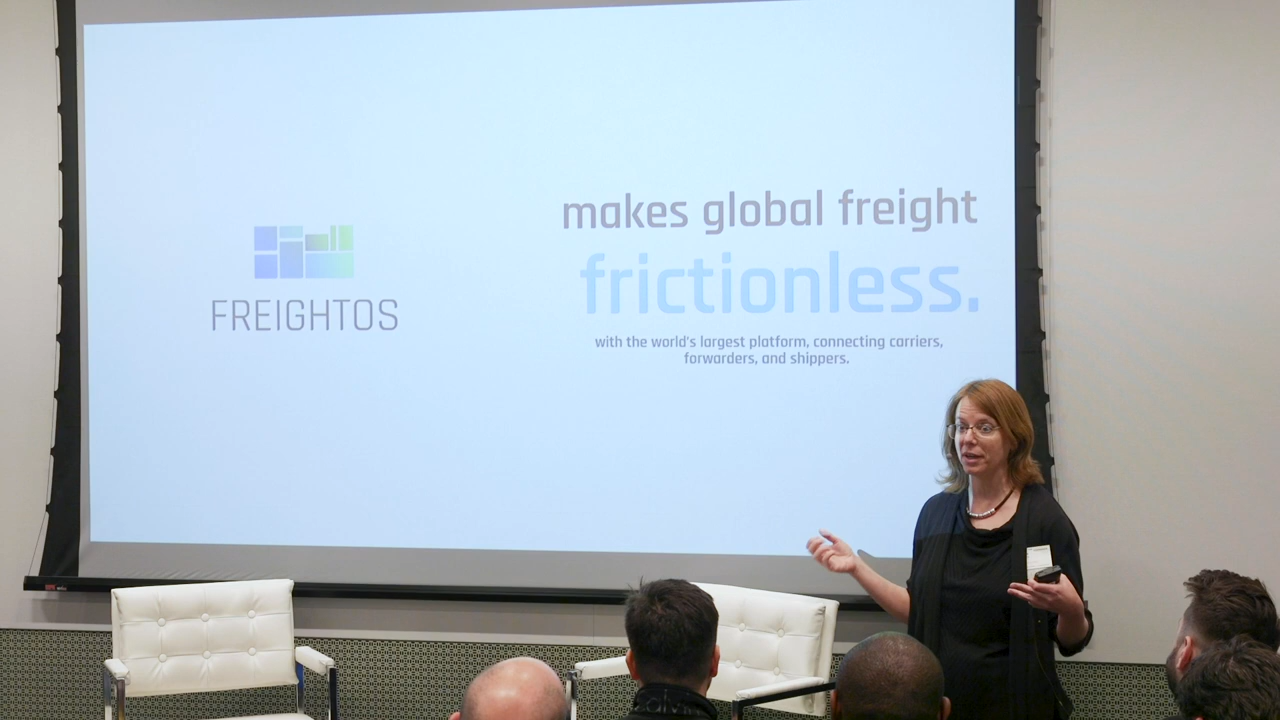 FREIGHTOS
makes global freight
frictionless.
with the world's largest platform, connecting carriers,
forwarders, and shippers.